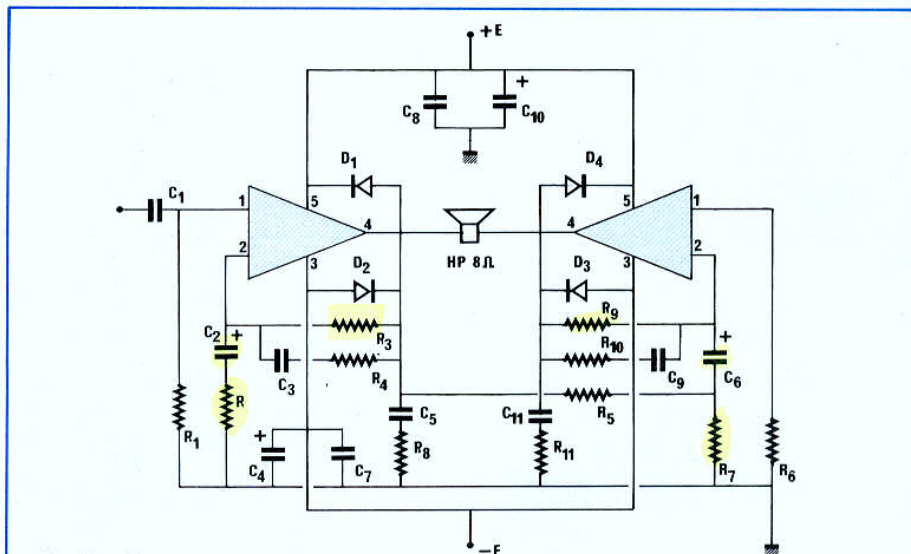 +E
+
C8
C10
D1
D4
C1
1
5
5
1
4
4
2
3
3
2
HP 8Ω
D2
D3
C2
+
R3
R9
+
C3
R4
R10
C9
C6
R
C5
C11
R5
R1
+
C4
C7
R8
R11
R7
R6
−E